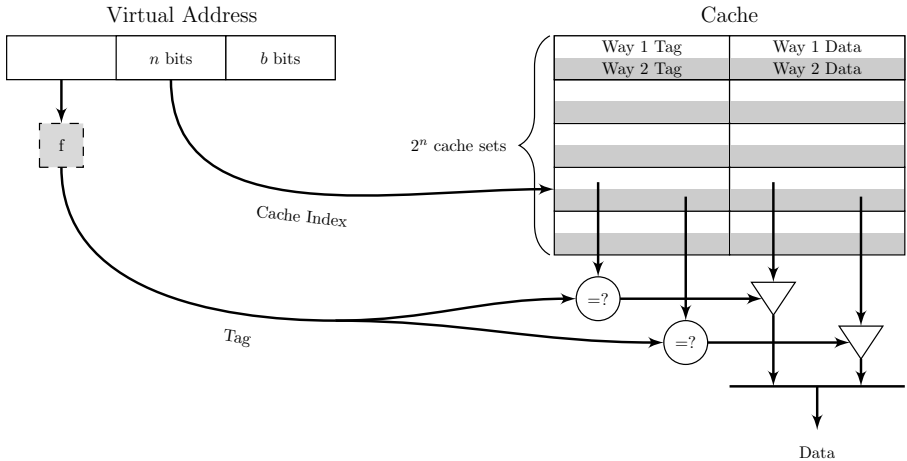 Virtual Address
Cache
n bits
b bits
Way 1 Tag
Way 1 Data
Way 2 Tag
Way 2 Data
f
2ⁿ cache sets
Cache Index
=?
Tag
=?
Data